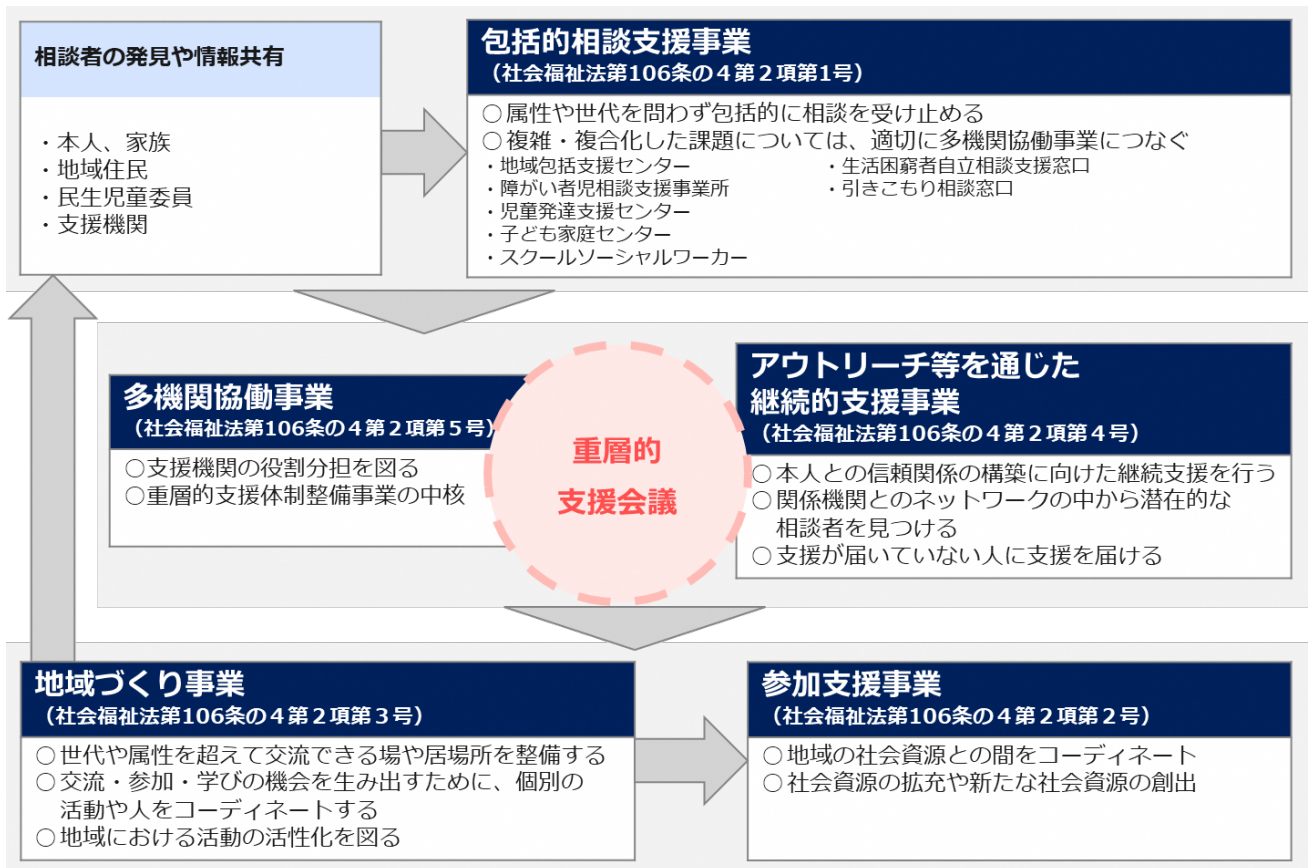 相談者の発見や情報共有
・本人、家族
・地域住民
・民生児童委員
・支援機関
包括的相談支援事業
（社会福祉法第106条の４第２項第1号）
○属性や世代を問わず包括的に相談を受け止める
○複雑・複合化した課題については、適切に多機関協働事業につなぐ
・地域包括支援センター
・障がい者児相談支援事業所
・児童発達支援センター
・子ども家庭センター
・スクールソーシャルワーカー
・生活困窮者自立相談支援窓口
・引きこもり相談窓口
多機関協働事業
（社会福祉法第106条の４第２項第５号）
○支援機関の役割分担を図る
○重層的支援体制整備事業の中核
重層的
支援会議
アウトリーチ等を通じた
継続的支援事業
（社会福祉法第106条の４第２項第４号）
○本人との信頼関係の構築に向けた継続支援を行う
○関係機関とのネットワークの中から潜在的な
相談者を見つける
○支援が届いていない人に支援を届ける
地域づくり事業
（社会福祉法第106条の４第２項第３号）
○世代や属性を超えて交流できる場や居場所を整備する
○交流・参加・学びの機会を生み出すために、個別の
活動や人をコーディネートする
○地域における活動の活性化を図る
参加支援事業
（社会福祉法第106条の４第２項第２号）
○地域の社会資源との間をコーディネート
○社会資源の拡充や新たな社会資源の創出